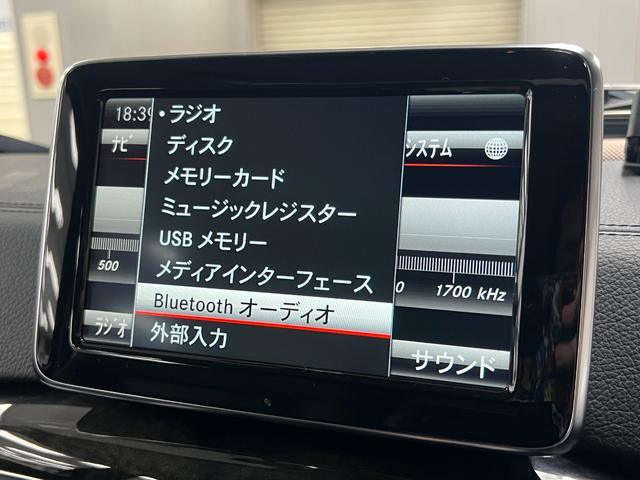 18:39
・ラジオ
ディスク
メモリーカード
ミュージックレジスター
USB メモリー
メディアインターフェース
Bluetooth オーディオ
外部入力
ナビ
システム
500
0
1700 kHz
ラジオ
サウンド